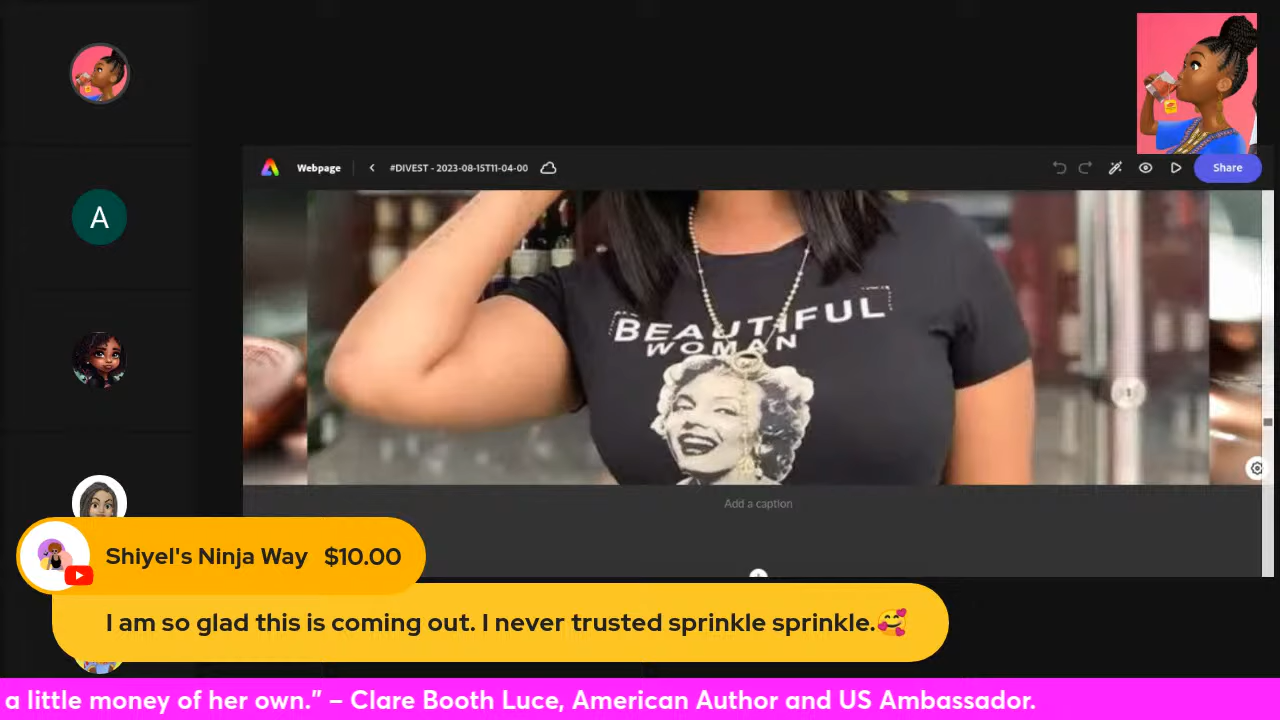 Webpage
#DIVEST - 2023-08-15T11-04-00
Share
A
BEAUTIFUL
WOMAN
Add a caption
Shiyel's Ninja Way $10.00
I am so glad this is coming out. I never trusted sprinkle sprinkle.🥰
a little money of her own.” – Clare Booth Luce, American Author and US Ambassador.